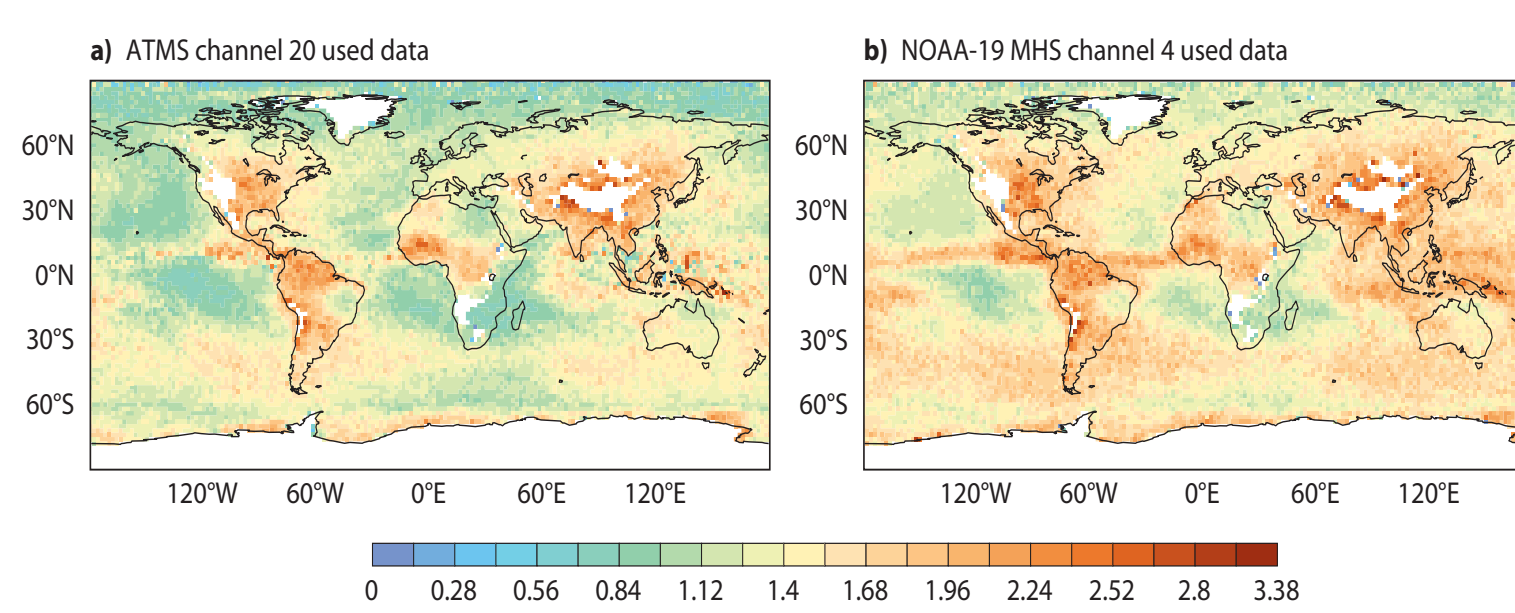 a) ATMS channel 20 used data
b) NOAA-19 MHS channel 4 used data
60°N
30°N
0°N
30°S
60°S
60°N
30°N
0°N
30°S
60°S
120°W 60°W 0°E 60°E 120°E
120°W 60°W 0°E 60°E 120°E
0 0.28 0.56 0.84 1.12 1.4 1.68 1.96 2.24 2.52 2.8 3.38